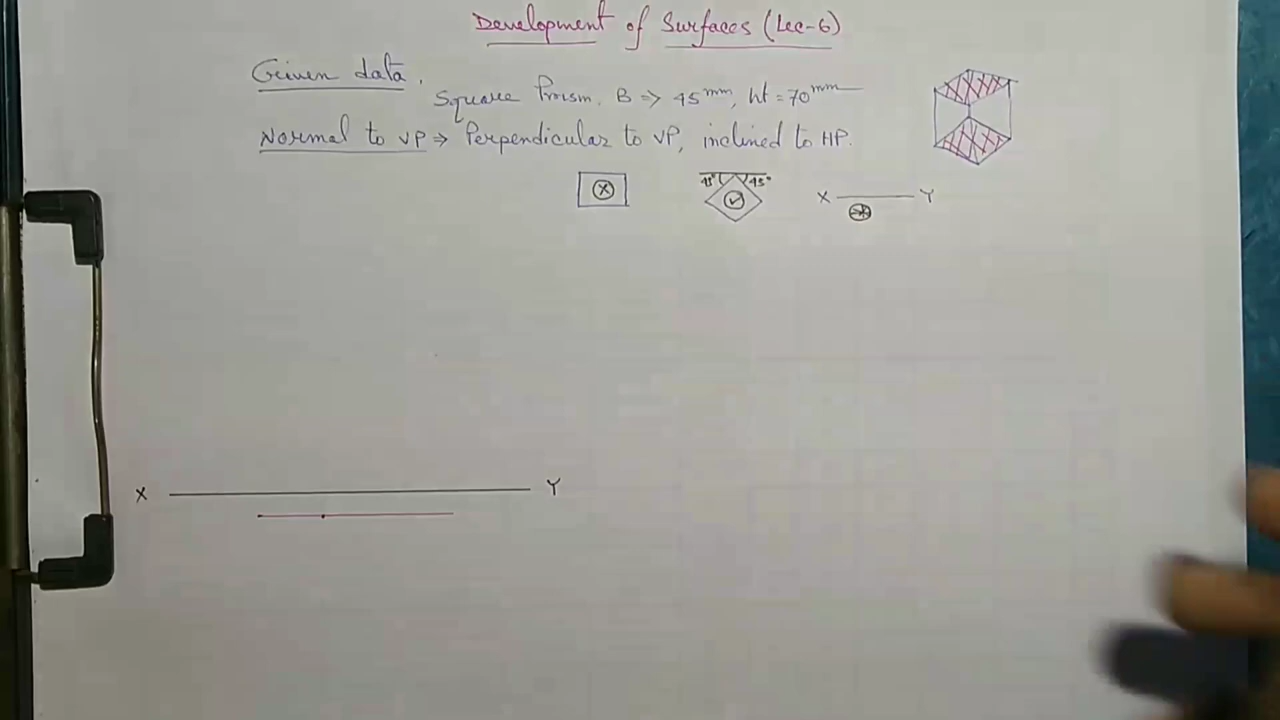 Development of Surfaces (Lec-6)
Given data.
Square Prism. B => 45mm, ht = 70mm
Normal to VP => Perpendicular to VP, inclined to HP.
45° 45°
X Y
X Y